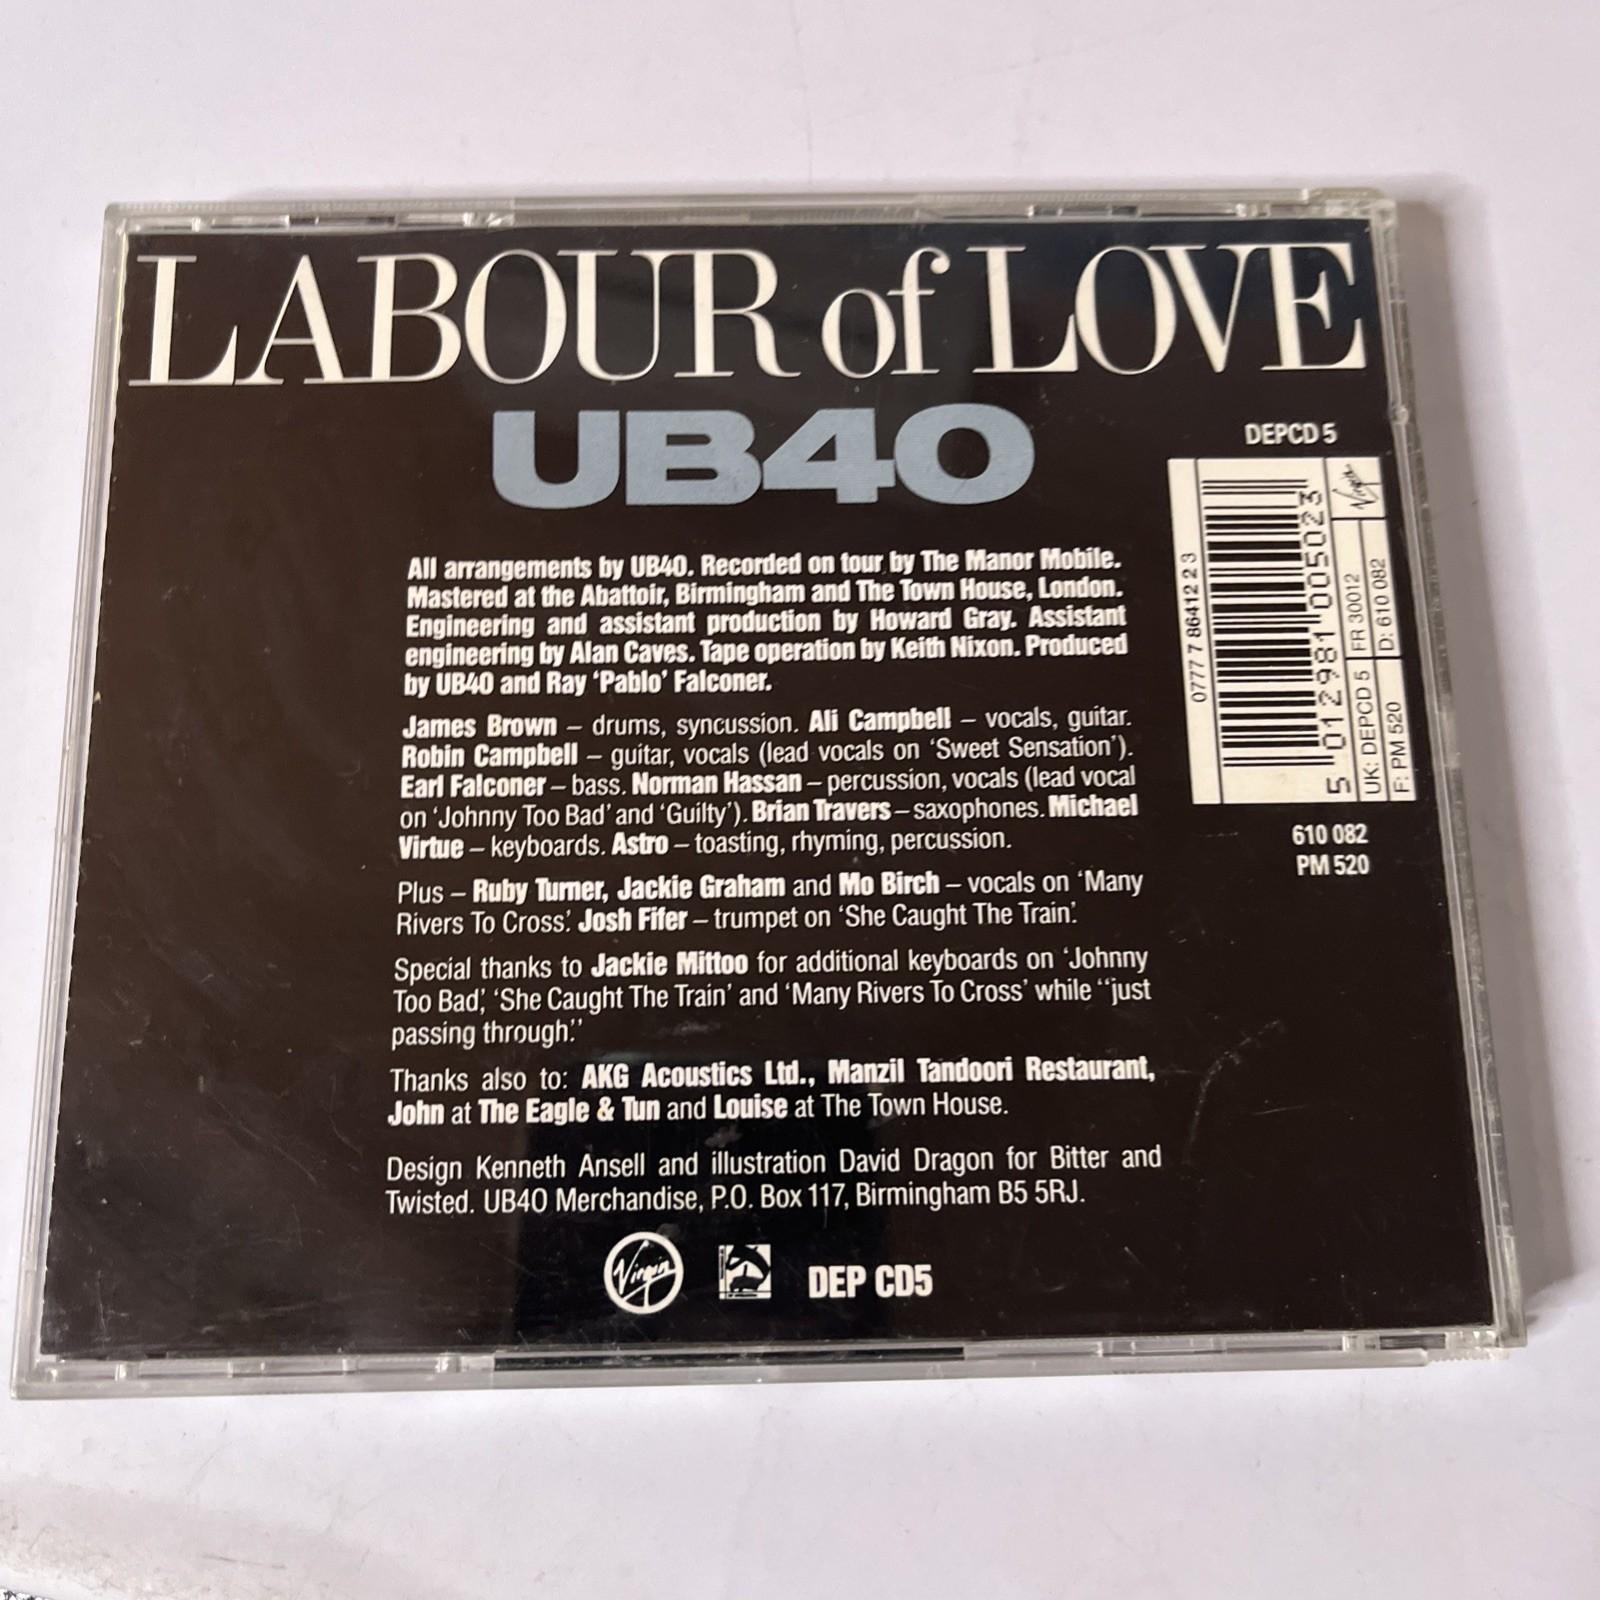 LABOUR of LOVE
UB40
DEPCD 5
All arrangements by UB40. Recorded on tour by The Manor Mobile.
Mastered at the Abattoir, Birmingham and The Town House, London.
Engineering and assistant production by Howard Gray. Assistant
engineering by Alan Caves. Tape operation by Keith Nixon. Produced
by UB40 and Ray ‘Pablo’ Falconer.
James Brown – drums, syncussion. Ali Campbell – vocals, guitar.
Robin Campbell – guitar, vocals (lead vocals on ‘Sweet Sensation’).
Earl Falconer – bass. Norman Hassan – percussion, vocals (lead vocal
on ‘Johnny Too Bad’ and ‘Guilty’). Brian Travers – saxophones. Michael
Virtue – keyboards. Astro – toasting, rhyming, percussion.
Plus – Ruby Turner, Jackie Graham and Mo Birch – vocals on ‘Many
Rivers To Cross.’ Josh Fifer – trumpet on ‘She Caught The Train.’
Special thanks to Jackie Mittoo for additional keyboards on ‘Johnny
Too Bad,’ ‘She Caught The Train’ and ‘Many Rivers To Cross’ while “just
passing through.”
Thanks also to: AKG Acoustics Ltd., Manzil Tandoori Restaurant,
John at The Eagle & Tun and Louise at The Town House.
Design Kenneth Ansell and illustration David Dragon for Bitter and
Twisted. UB40 Merchandise, P.O. Box 117, Birmingham B5 5RJ.
Virgin
DEP CD5
07777 86412 2 3
5 012981 005023
Virgin
UK: DEPCD 5
FR 30012
F: PM 520
D: 610 082
610 082
PM 520